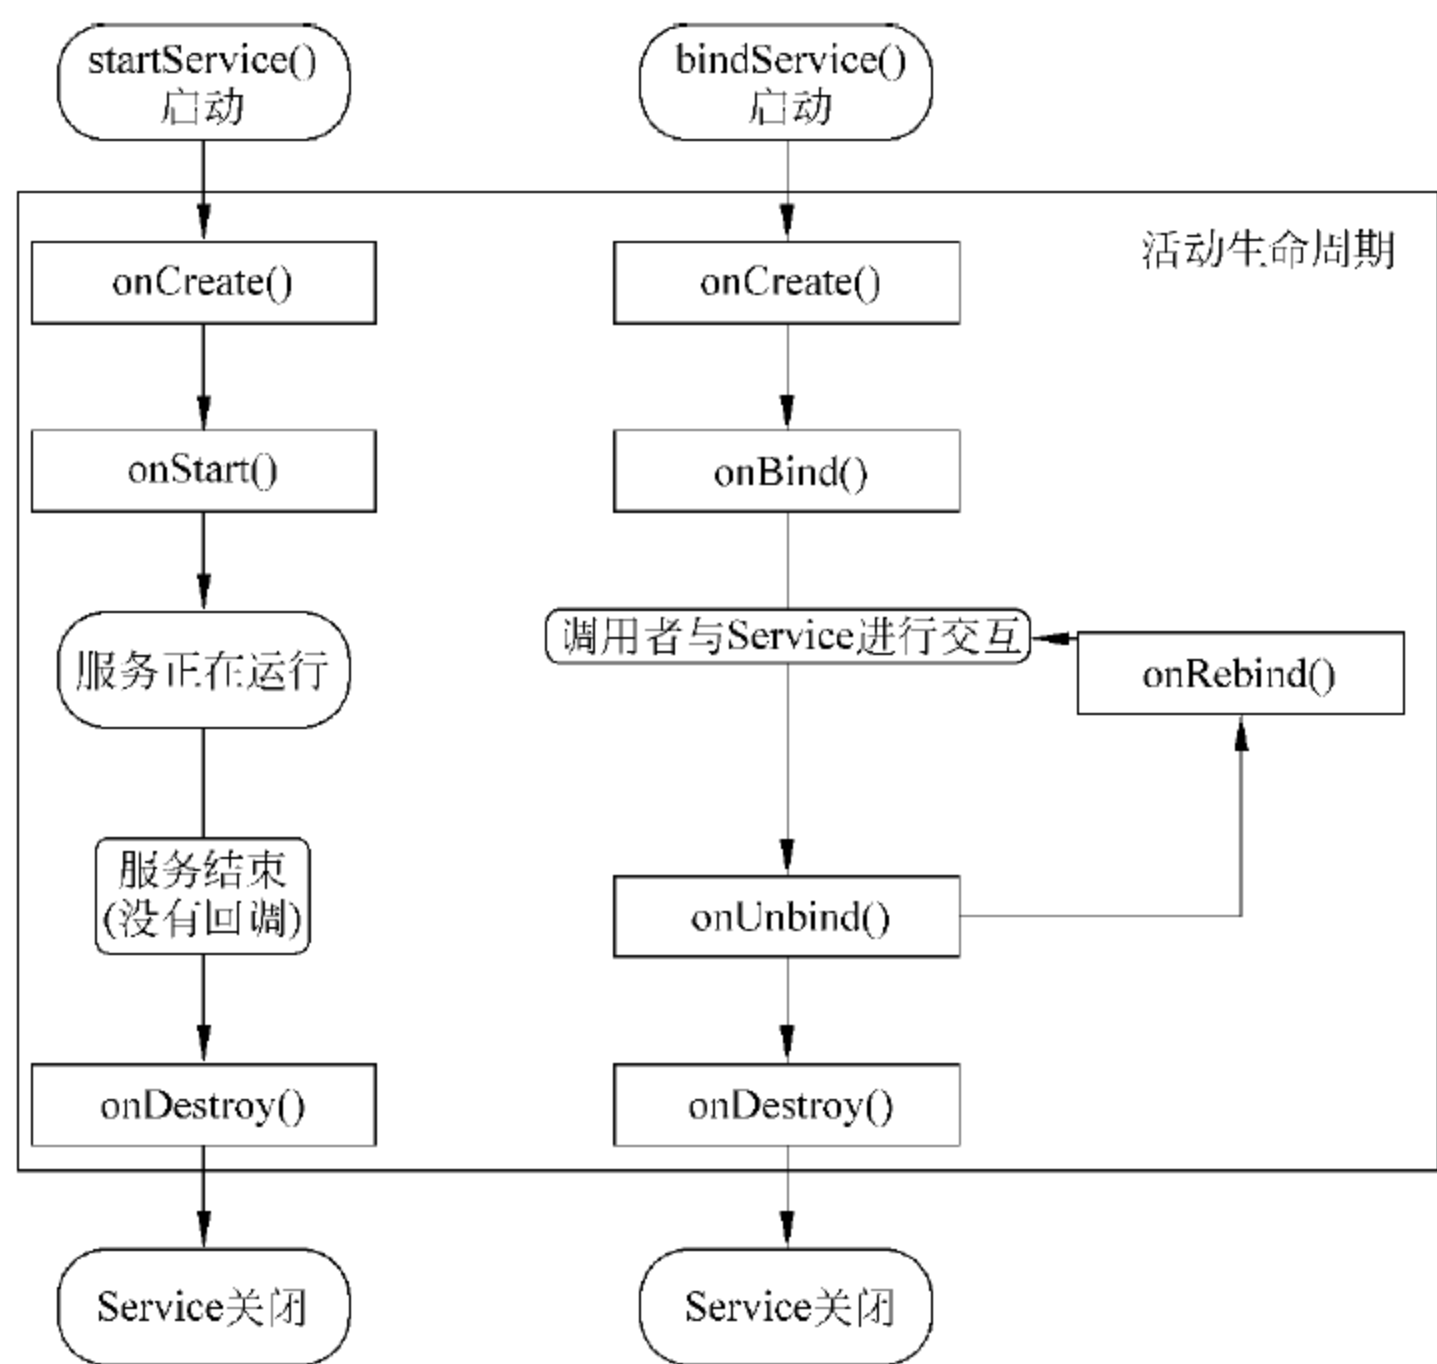 startService()
启动
bindService()
启动
活动生命周期
onCreate()
onCreate()
onStart()
onBind()
服务正在运行
调用者与Service进行交互
onRebind()
服务结束
(没有回调)
onUnbind()
onDestroy()
onDestroy()
Service关闭
Service关闭